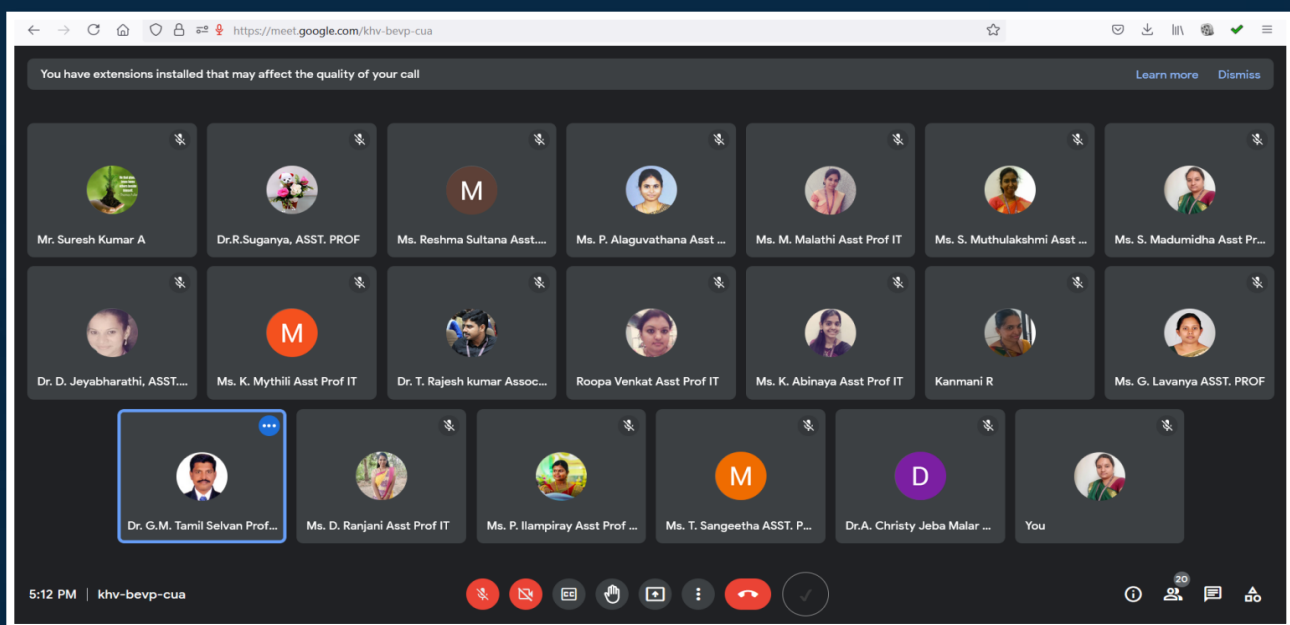 https://meet.google.com/khv-bevp-cua
You have extensions installed that may affect the quality of your call
Learn more Dismiss
Mr. Suresh Kumar A
Dr.R.Suganya, ASST. PROF
M
Ms. Reshma Sultana Asst....
Ms. P. Alaguvathana Asst ...
Ms. M. Malathi Asst Prof IT
Ms. S. Muthulakshmi Asst ...
Ms. S. Madumidha Asst Pr...
Dr. D. Jeyabharathi, ASST....
M
Ms. K. Mythili Asst Prof IT
Dr. T. Rajesh kumar Assoc...
Roopa Venkat Asst Prof IT
Ms. K. Abinaya Asst Prof IT
Kanmani R
Ms. G. Lavanya ASST. PROF
Dr. G.M. Tamil Selvan Prof...
Ms. D. Ranjani Asst Prof IT
Ms. P. Ilampiray Asst Prof ...
M
Ms. T. Sangeetha ASST. P...
D
Dr.A. Christy Jeba Malar ...
You
5:12 PM | khv-bevp-cua
CC
20